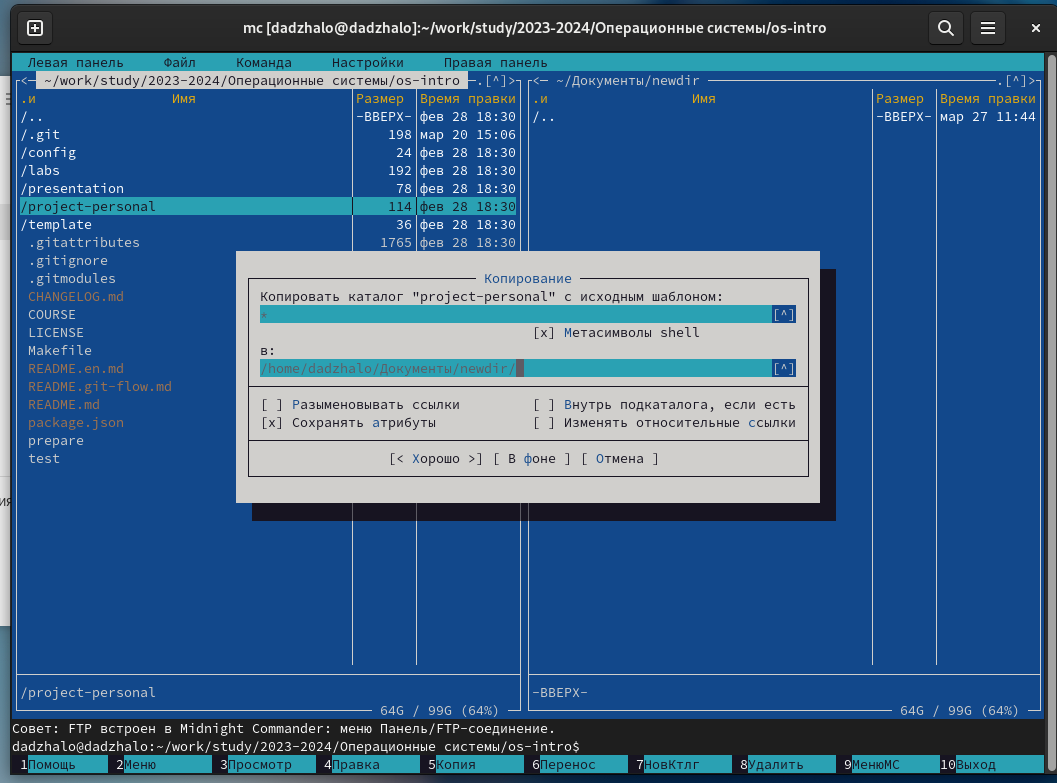 mc [dadzhalo@dadzhalo]:~/work/study/2023-2024/Операционные системы/os-intro
Левая панель Файл Команда Настройки Правая панель
<─ ~/work/study/2023-2024/Операционные системы/os-intro ─.[^]>
.и Имя Размер Время правки
/.. -ВВЕРХ- фев 28 18:30
/.git 198 мар 20 15:06
/config 24 фев 28 18:30
/labs 192 фев 28 18:30
/presentation 78 фев 28 18:30
/project-personal 114 фев 28 18:30
/template 36 фев 28 18:30
.gitattributes 1765 фев 28 18:30
.gitignore
.gitmodules
CHANGELOG.md
COURSE
LICENSE
Makefile
README.en.md
README.git-flow.md
README.md
package.json
prepare
test
/project-personal
64G / 99G (64%)
<─ ~/Документы/newdir ─.[^]>
.и Имя Размер Время правки
/.. -ВВЕРХ- мар 27 11:44
-ВВЕРХ-
64G / 99G (64%)
Копирование
Копировать каталог "project-personal" с исходным шаблоном:
* [^]
[x] Метасимволы shell
в:
/home/dadzhalo/Документы/newdir/ [^]
[ ] Разыменовывать ссылки [ ] Внутрь подкаталога, если есть
[x] Сохранять атрибуты [ ] Изменять относительные ссылки
[< Хорошо >] [ В фоне ] [ Отмена ]
Совет: FTP встроен в Midnight Commander: меню Панель/FTP-соединение.
dadzhalo@dadzhalo:~/work/study/2023-2024/Операционные системы/os-intro$
1Помощь 2Меню 3Просмотр 4Правка 5Копия 6Перенос 7НовКтлг 8Удалить 9МенюМС 10Выход